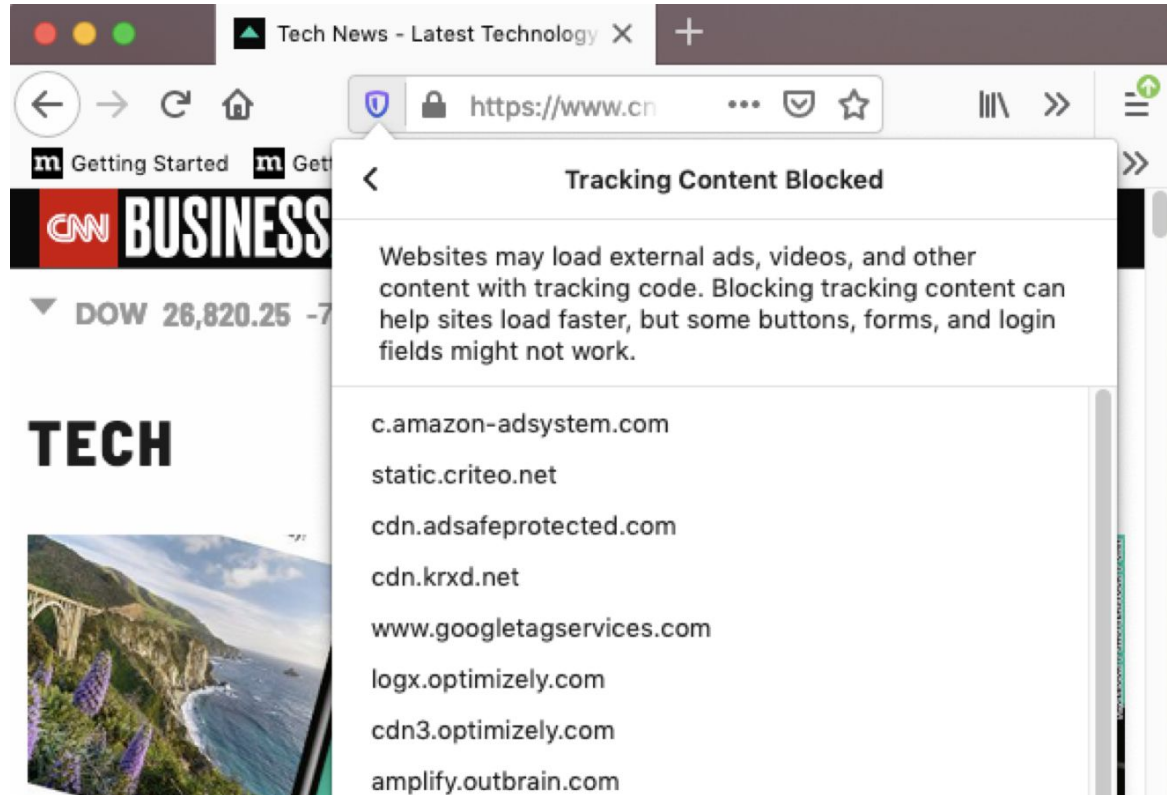 Tech News - Latest Technology
https://www.cn
Getting Started
Gett
Tracking Content Blocked
CNN BUSINESS
Websites may load external ads, videos, and other
content with tracking code. Blocking tracking content can
help sites load faster, but some buttons, forms, and login
fields might not work.
DOW 26,820.25 -7
TECH
c.amazon-adsystem.com
static.criteo.net
cdn.adsafeprotected.com
cdn.krxd.net
www.googletagservices.com
logx.optimizely.com
cdn3.optimizely.com
amplify.outbrain.com